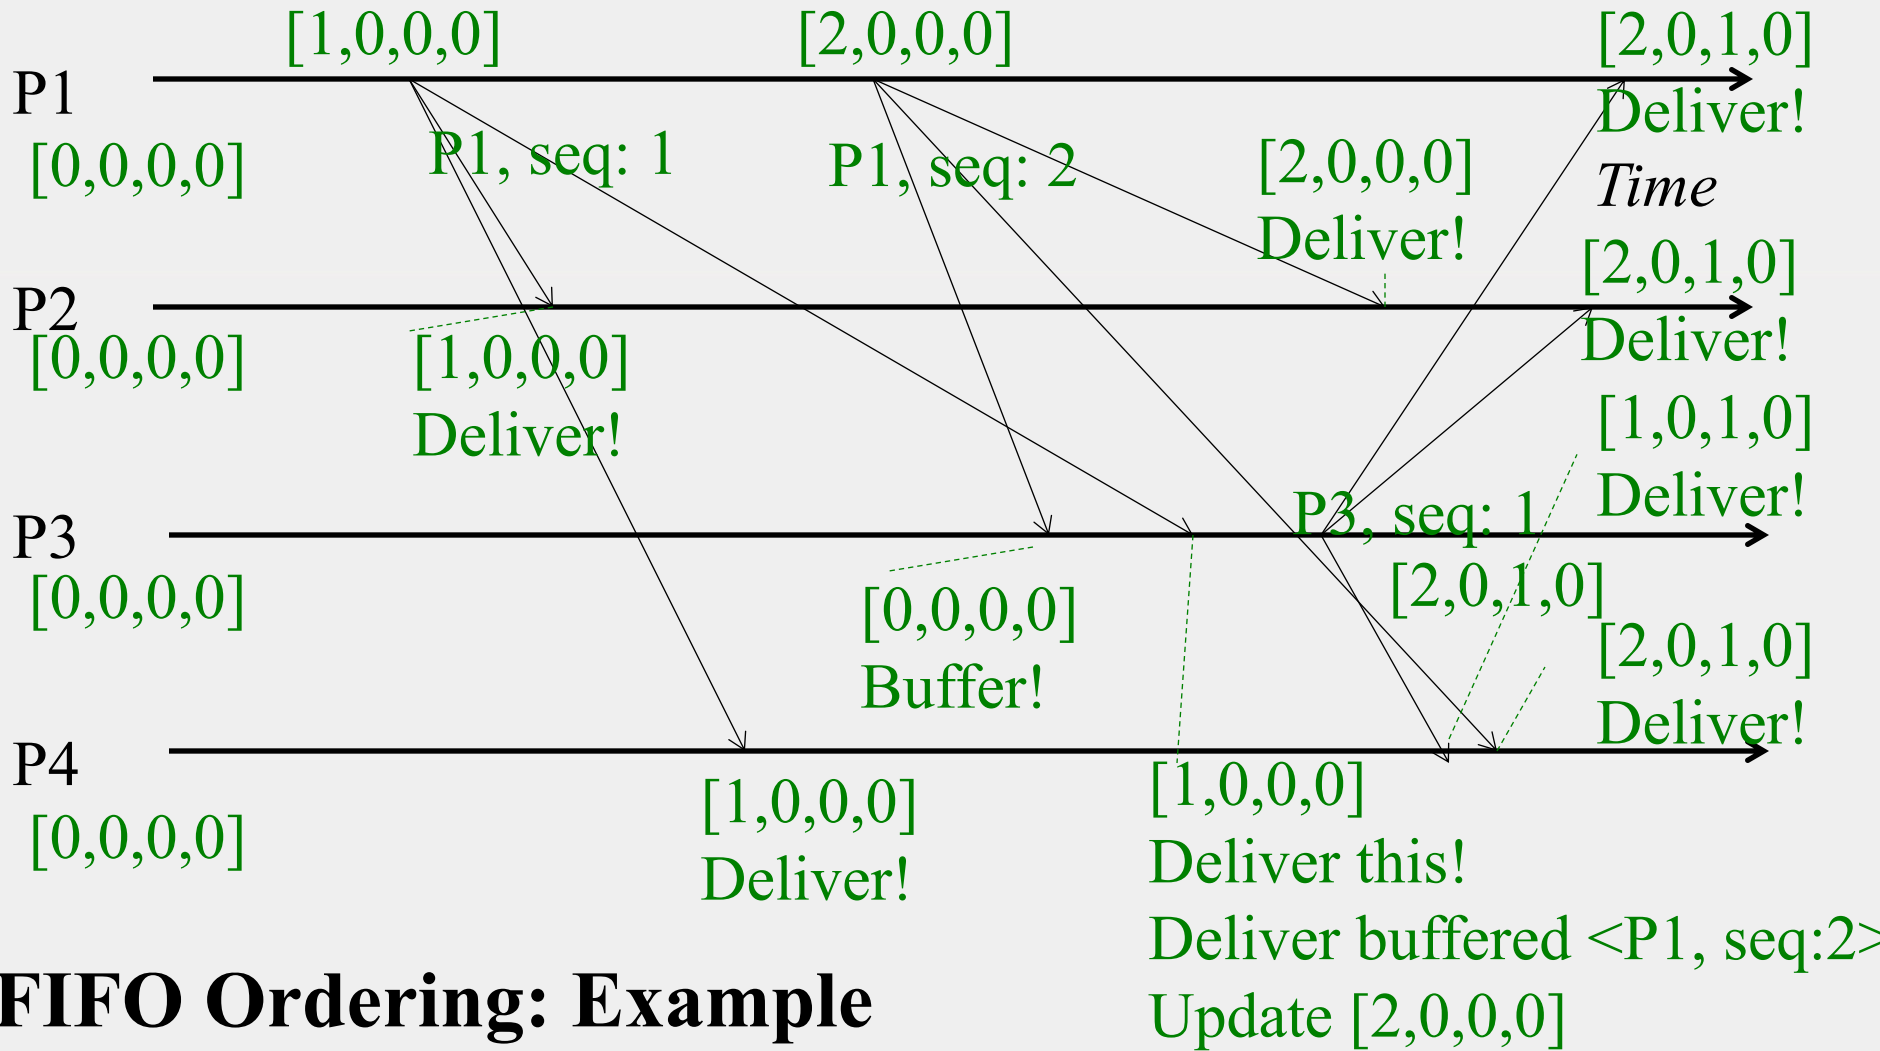 [1,0,0,0]
[2,0,0,0]
[2,0,1,0]
P1
Deliver!
[0,0,0,0]
P1, seq: 1
P1, seq: 2
[2,0,0,0]
Deliver!
Time
P2
[0,0,0,0]
[1,0,0,0]
Deliver!
[2,0,1,0]
Deliver!
[1,0,1,0]
Deliver!
P3
[0,0,0,0]
P3, seq: 1
[2,0,1,0]
[0,0,0,0]
Buffer!
[2,0,1,0]
Deliver!
P4
[0,0,0,0]
[1,0,0,0]
Deliver!
[1,0,0,0]
Deliver this!
Deliver buffered <P1, seq:2>
Update [2,0,0,0]
FIFO Ordering: Example